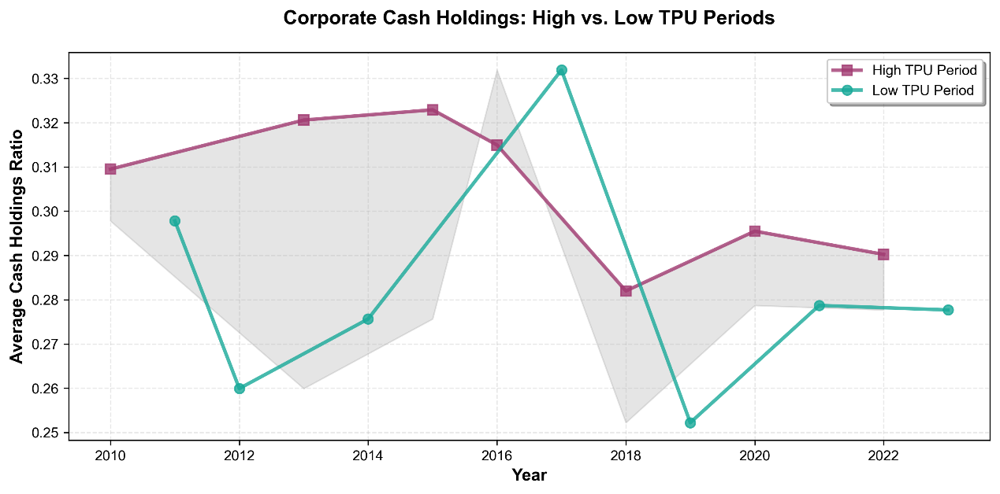 Corporate Cash Holdings: High vs. Low TPU Periods
High TPU Period
Low TPU Period
Average Cash Holdings Ratio
0.33
0.32
0.31
0.30
0.29
0.28
0.27
0.26
0.25
2010 2012 2014 2016 2018 2020 2022
Year